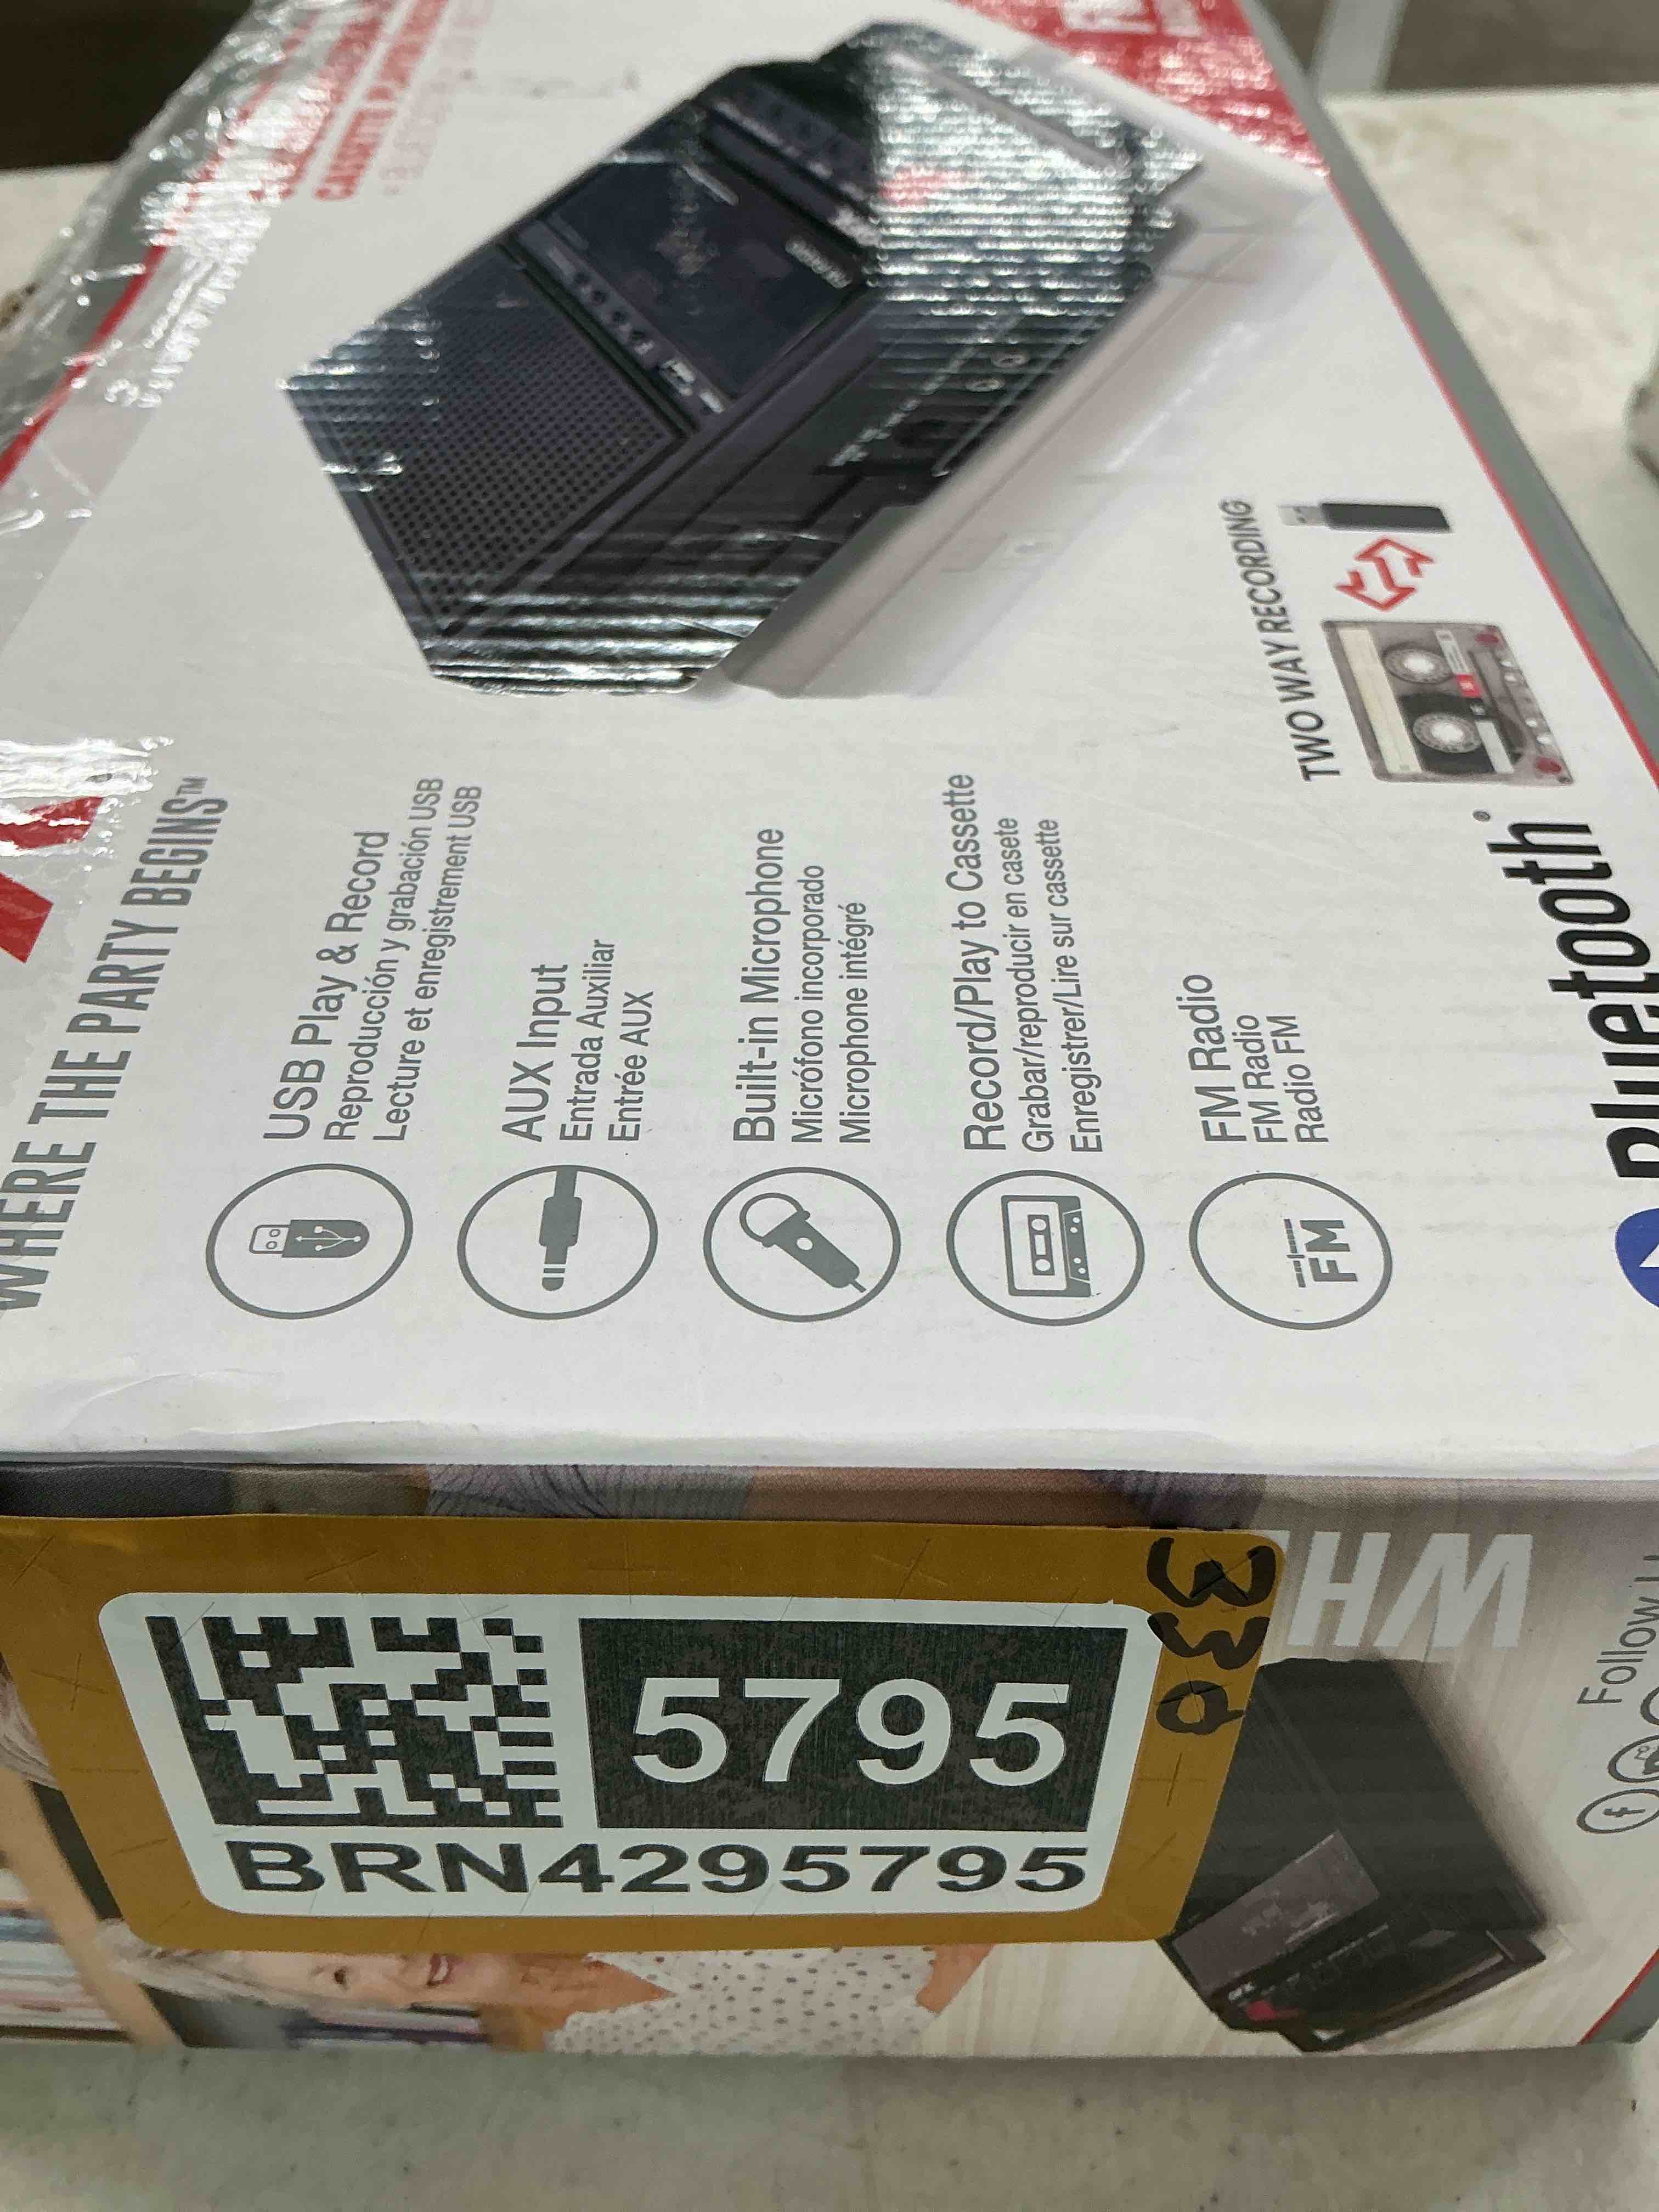 WHERE THE PARTY BEGINS™
USB Play & Record
Reproducción y grabación USB
Lecture et enregistrement USB
AUX Input
Entrada Auxiliar
Entrée AUX
Built-in Microphone
Micrófono incorporado
Microphone intégré
Record/Play to Cassette
Grabar/reproducir en casete
Enregistrer/Lire sur cassette
FM
FM Radio
FM Radio
Radio FM
TWO WAY RECORDING
Bluetooth®
5795
BRN4295795
WH
Follow